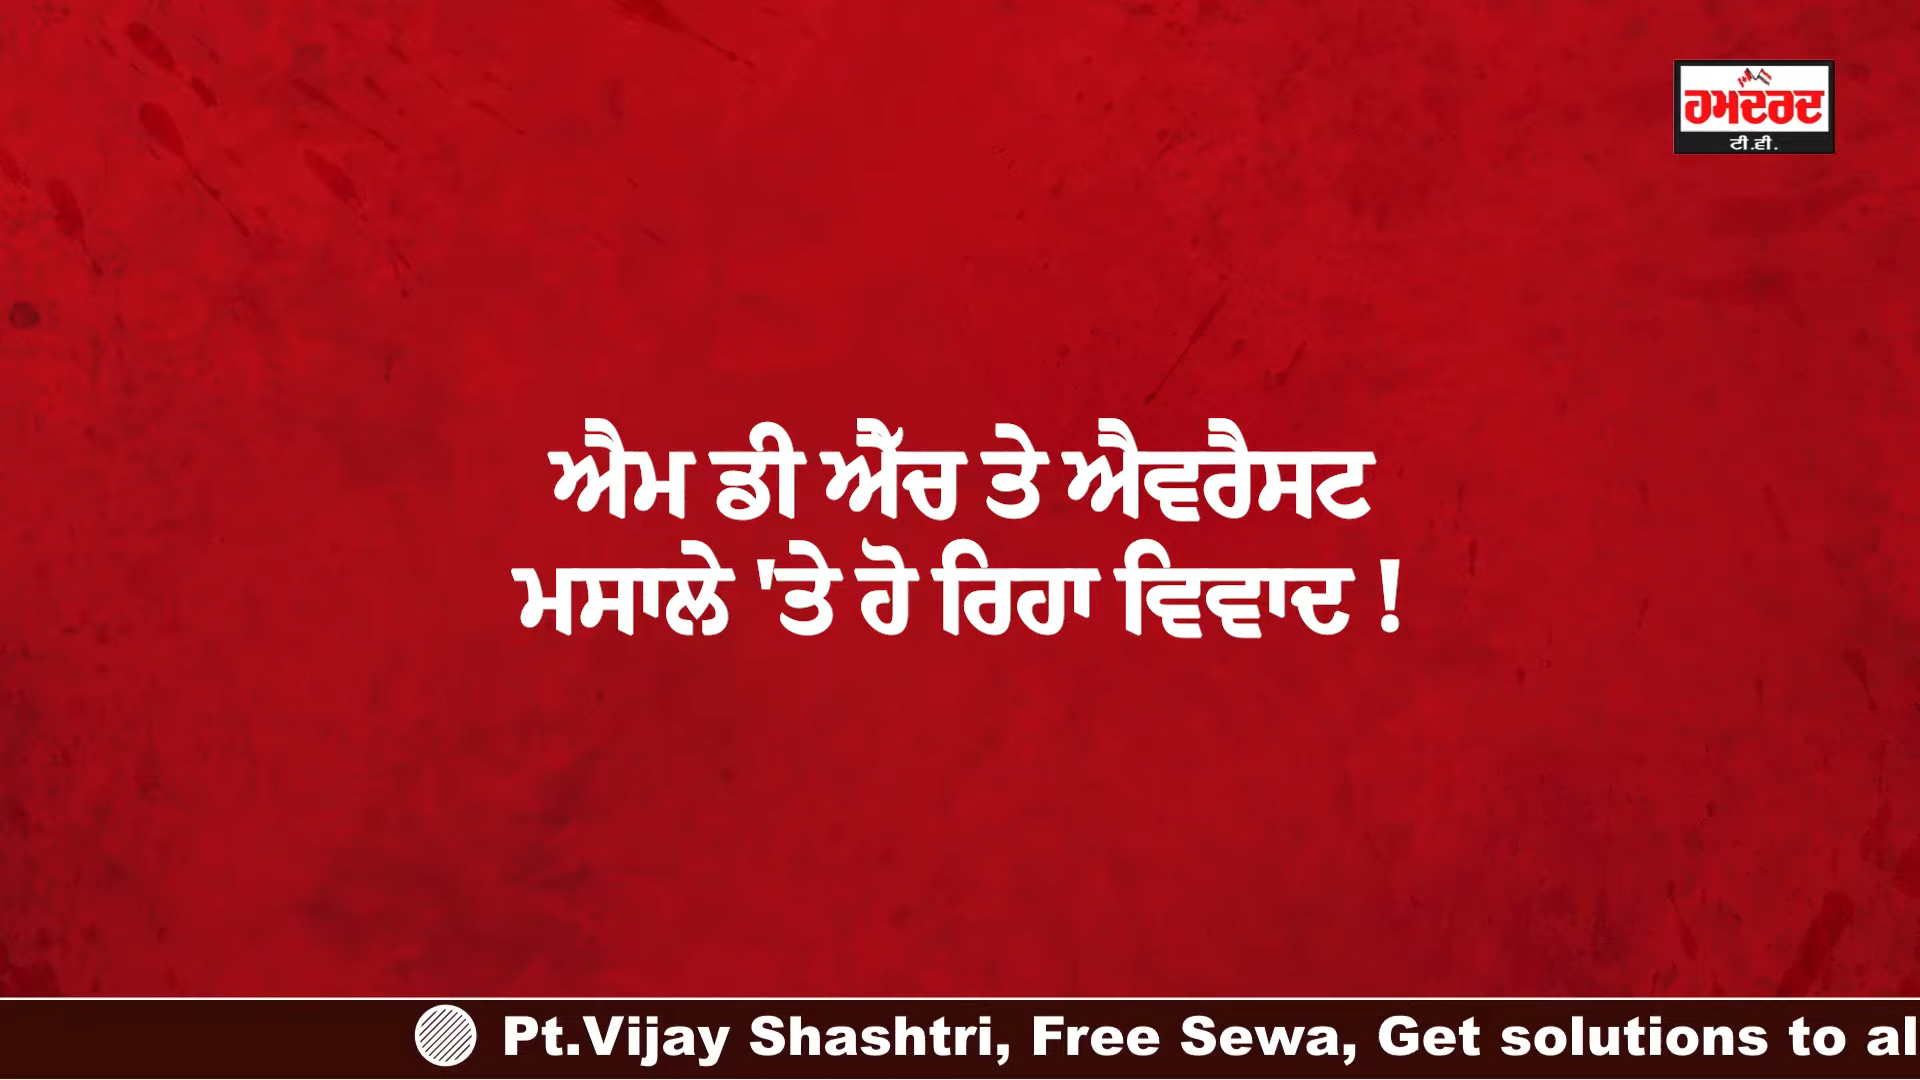 ਹਮਦਰਦ
ਟੀ.ਵੀ.
ਐਮ ਡੀ ਐੱਚ ਤੇ ਐਵਰੈਸਟ
ਮਸਾਲੇ 'ਤੇ ਹੋ ਰਿਹਾ ਵਿਵਾਦ !
Pt.Vijay Shashtri, Free Sewa, Get solutions to al